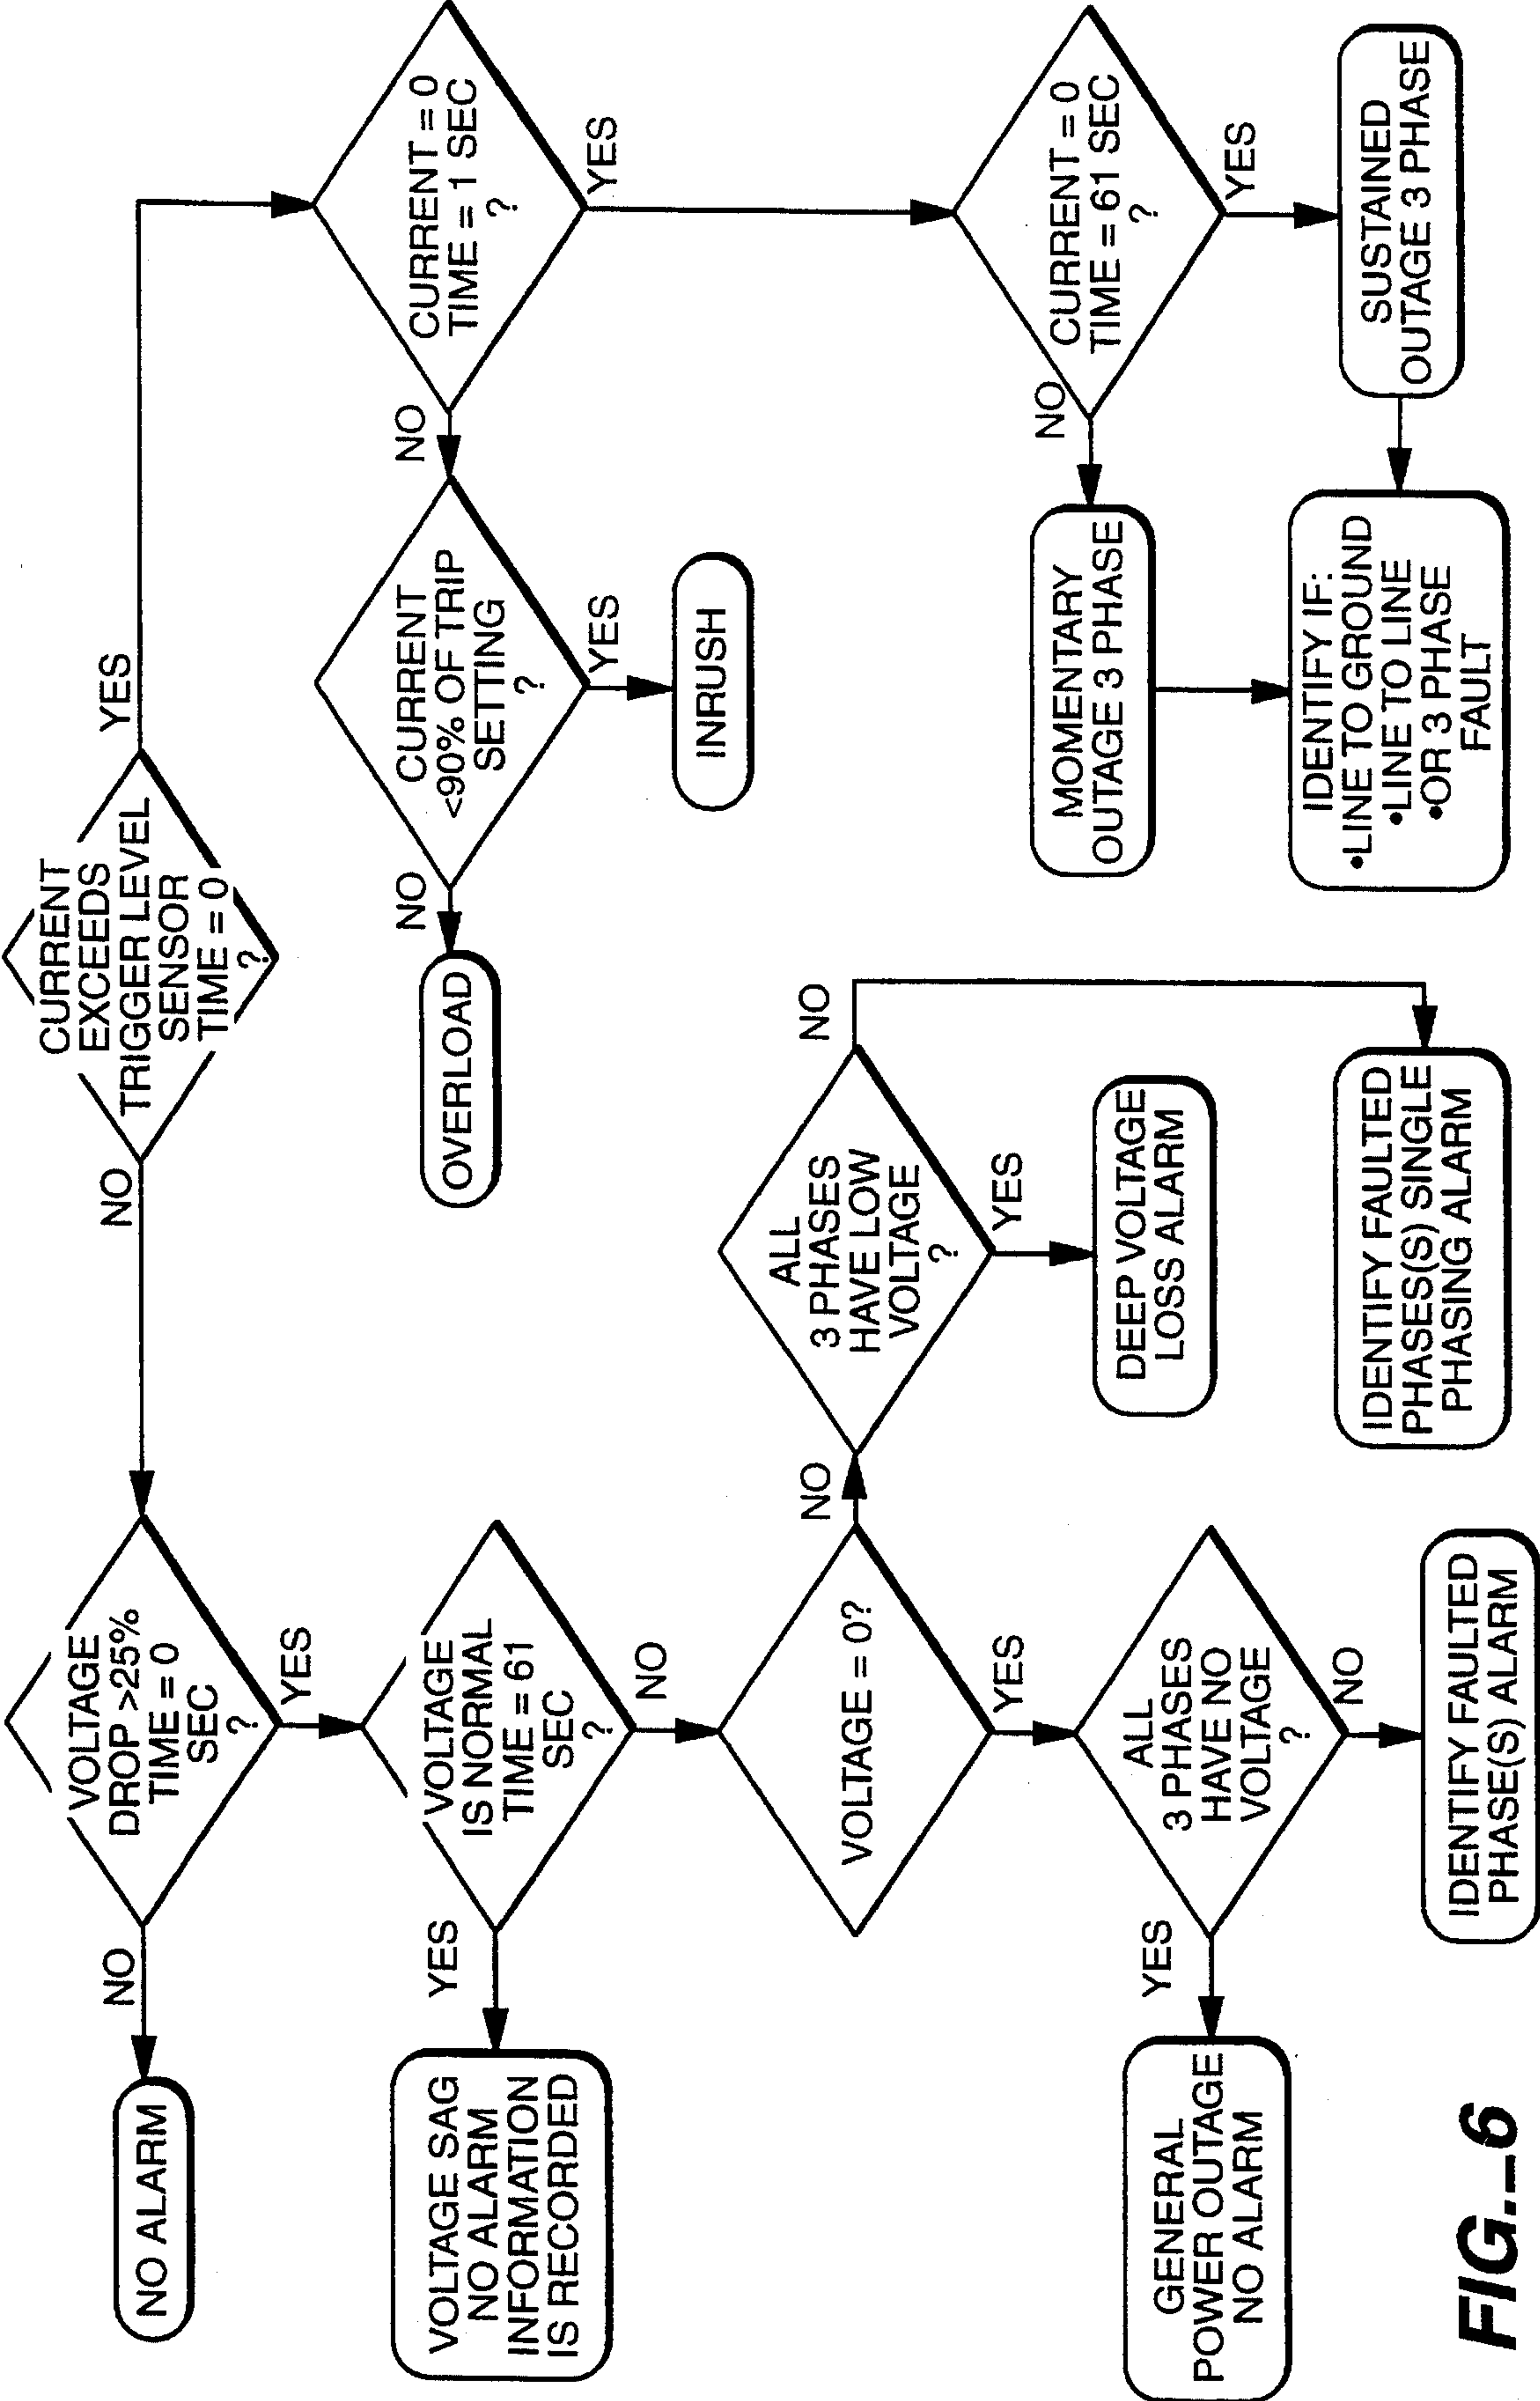 CURRENT
EXCEEDS
TRIGGER LEVEL
SENSOR
TIME = 0
?
NO
YES
VOLTAGE
DROP >25%
TIME = 0
SEC
?
NO
NO ALARM
YES
VOLTAGE
IS NORMAL
TIME = 61
SEC
?
YES
VOLTAGE SAG
NO ALARM
INFORMATION
IS RECORDED
NO
VOLTAGE = 0?
NO
YES
ALL
3 PHASES
HAVE LOW
VOLTAGE
?
NO
YES
DEEP VOLTAGE
LOSS ALARM
IDENTIFY FAULTED
PHASES(S) SINGLE
PHASING ALARM
ALL
3 PHASES
HAVE NO
VOLTAGE
?
YES
GENERAL
POWER OUTAGE
NO ALARM
NO
IDENTIFY FAULTED
PHASE(S) ALARM
CURRENT = 0
TIME = 1 SEC
?
NO
YES
CURRENT
<90% OF TRIP
SETTING
?
NO
OVERLOAD
YES
INRUSH
CURRENT = 0
TIME = 61 SEC
?
NO
YES
MOMENTARY
OUTAGE 3 PHASE
SUSTAINED
OUTAGE 3 PHASE
IDENTIFY IF:
•LINE TO GROUND
•LINE TO LINE
•OR 3 PHASE
FAULT
FIG._6